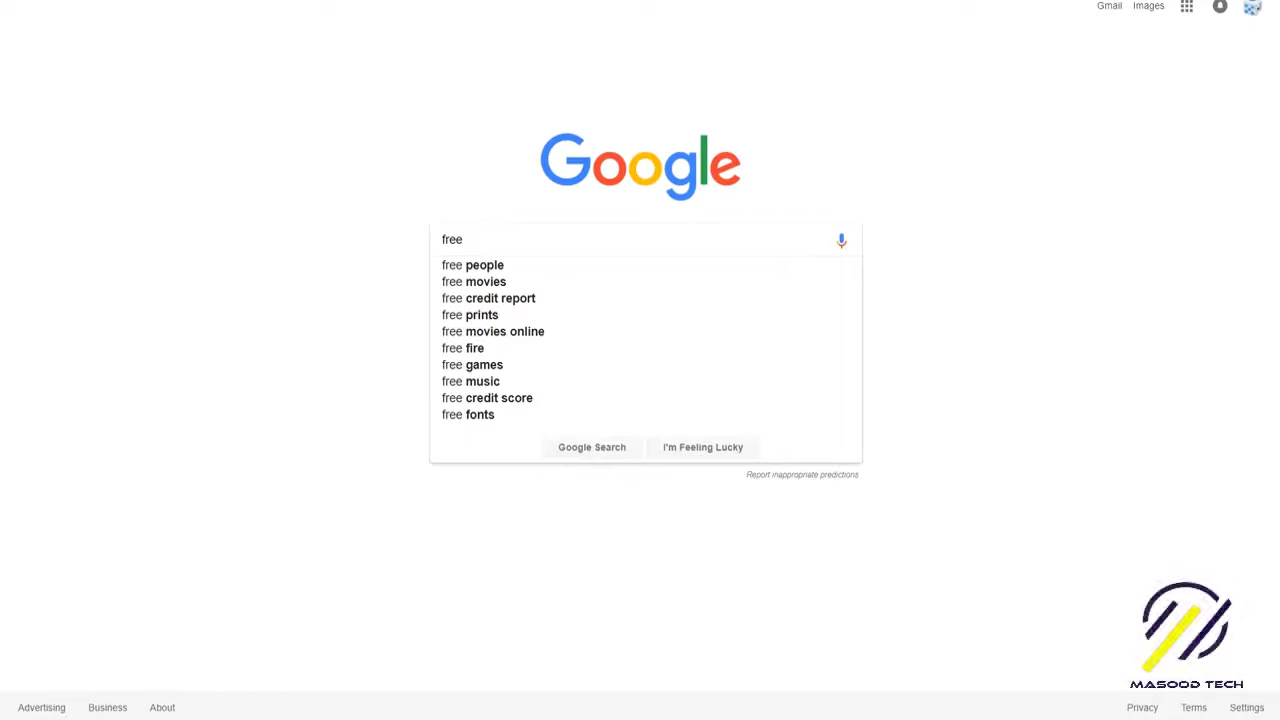 Gmail Images
Google
free
free people
free movies
free credit report
free prints
free movies online
free fire
free games
free music
free credit score
free fonts
Google Search I'm Feeling Lucky
Report inappropriate predictions
MASOOD TECH
Advertising Business About Privacy Terms Settings